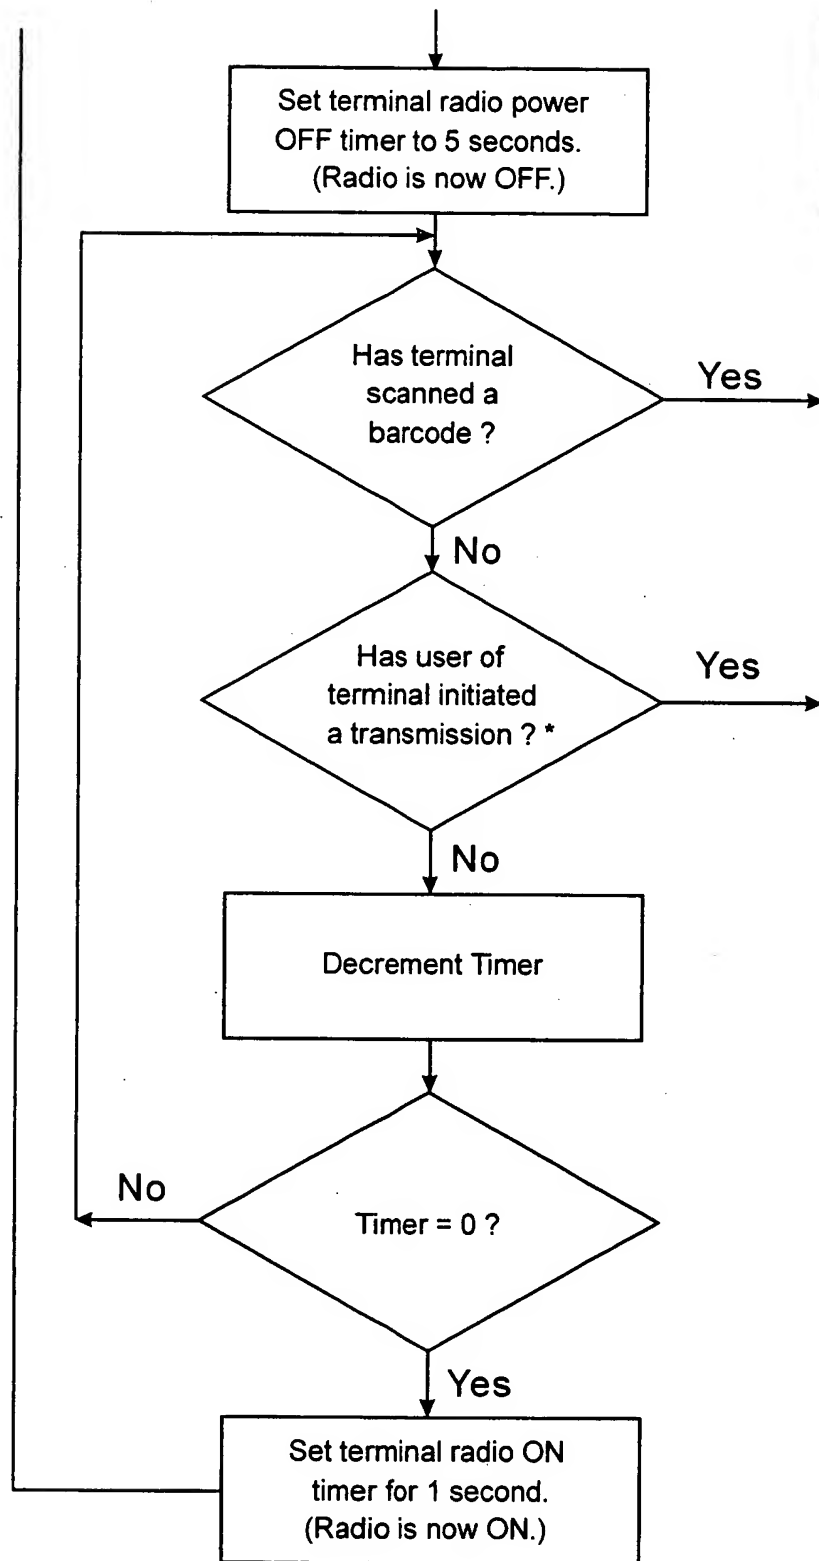 Set terminal radio power
OFF timer to 5 seconds.
(Radio is now OFF.)
Has terminal
scanned a
barcode ?
Yes
No
Has user of
terminal initiated
a transmission ? *
Yes
No
Decrement Timer
Timer = 0 ?
No
Yes
Set terminal radio ON
timer for 1 second.
(Radio is now ON.)